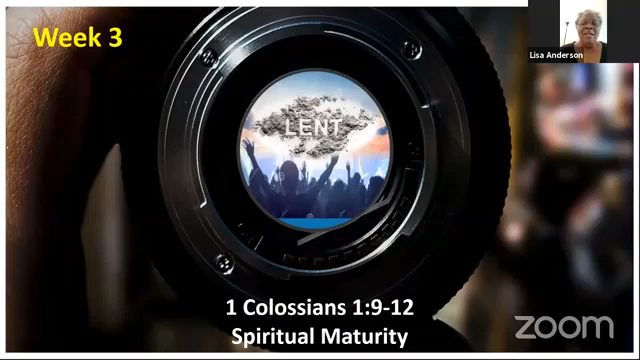 Week 3
Lisa Anderson
LENT
1 Colossians 1:9-12
Spiritual Maturity
zoom